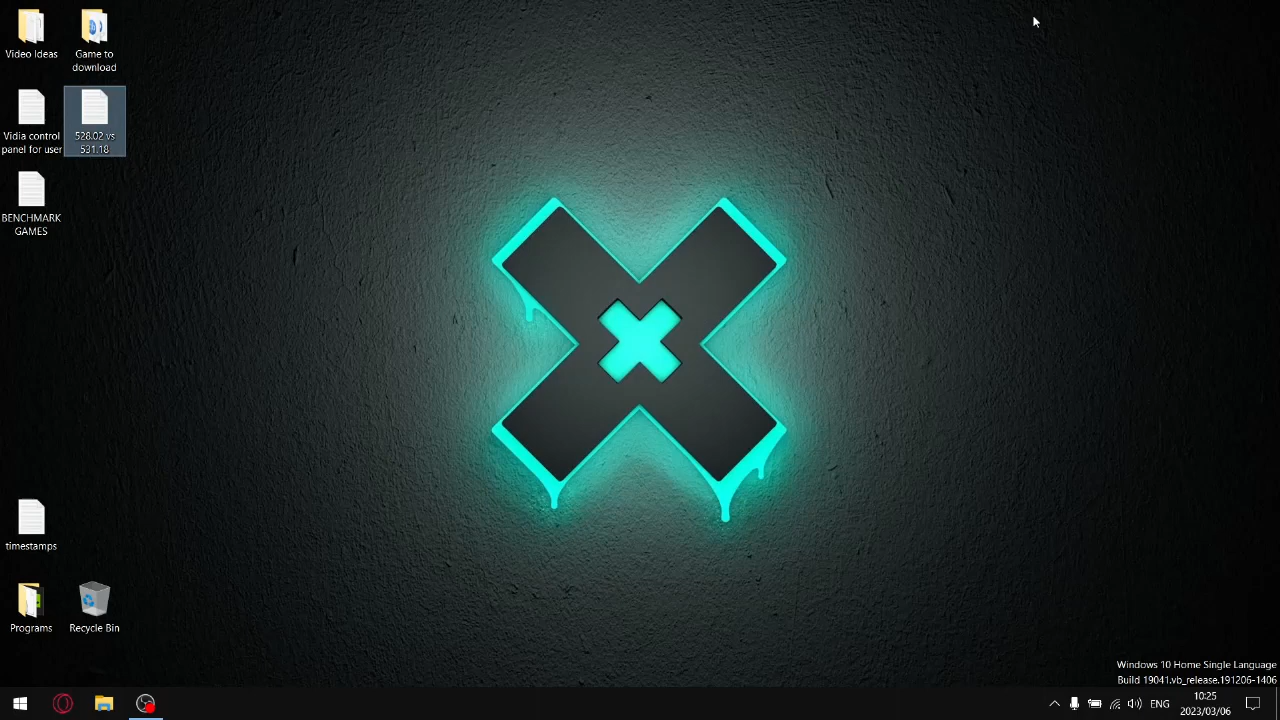 Video Ideas
Game to
download
Vidia control
panel for user
528.02 vs
531.18
BENCHMARK
GAMES
timestamps
Programs
Recycle Bin
Windows 10 Home Single Language
Build 19041.vb_release.191206-1406
ENG
10:25
2023/03/06